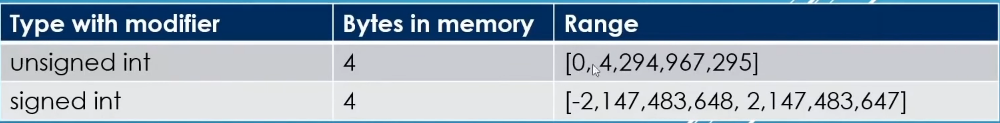 Type with modifier Bytes in memory Range
unsigned int 4 [0, 4,294,967,295]
signed int 4 [-2,147,483,648, 2,147,483,647]